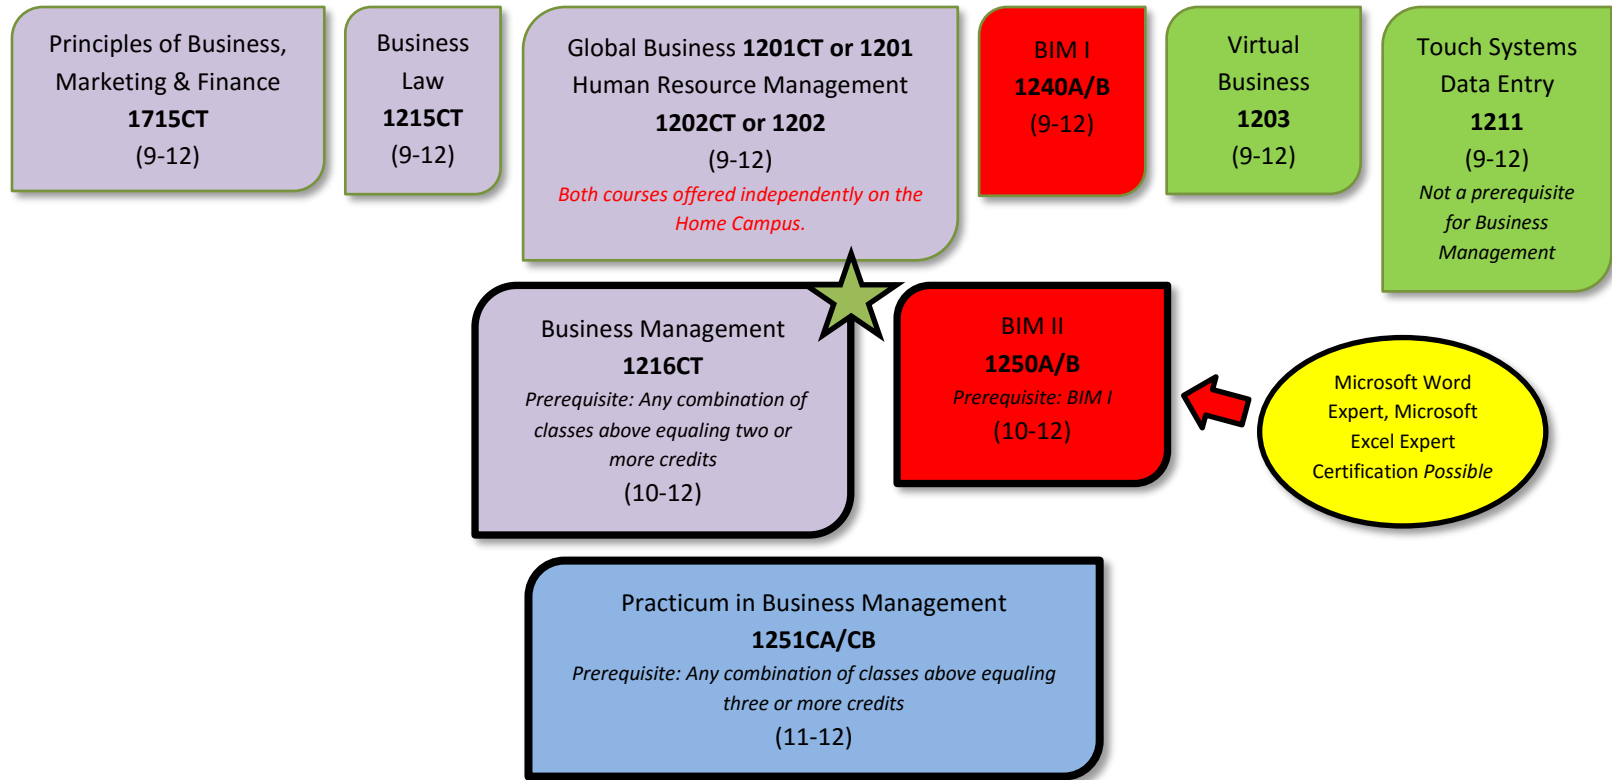 Principles of Business,
Marketing & Finance
1715CT
(9-12)
Business
Law
1215CT
(9-12)
Global Business 1201CT or 1201
Human Resource Management
1202CT or 1202
(9-12)
Both courses offered independently on the
Home Campus.
BIM I
1240A/B
(9-12)
Virtual
Business
1203
(9-12)
Touch Systems
Data Entry
1211
(9-12)
Not a prerequisite
for Business
Management
Business Management
1216CT
Prerequisite: Any combination of
classes above equaling two or
more credits
(10-12)
BIM II
1250A/B
Prerequisite: BIM I
(10-12)
Microsoft Word
Expert, Microsoft
Excel Expert
Certification Possible
Practicum in Business Management
1251CA/CB
Prerequisite: Any combination of classes above equaling
three or more credits
(11-12)